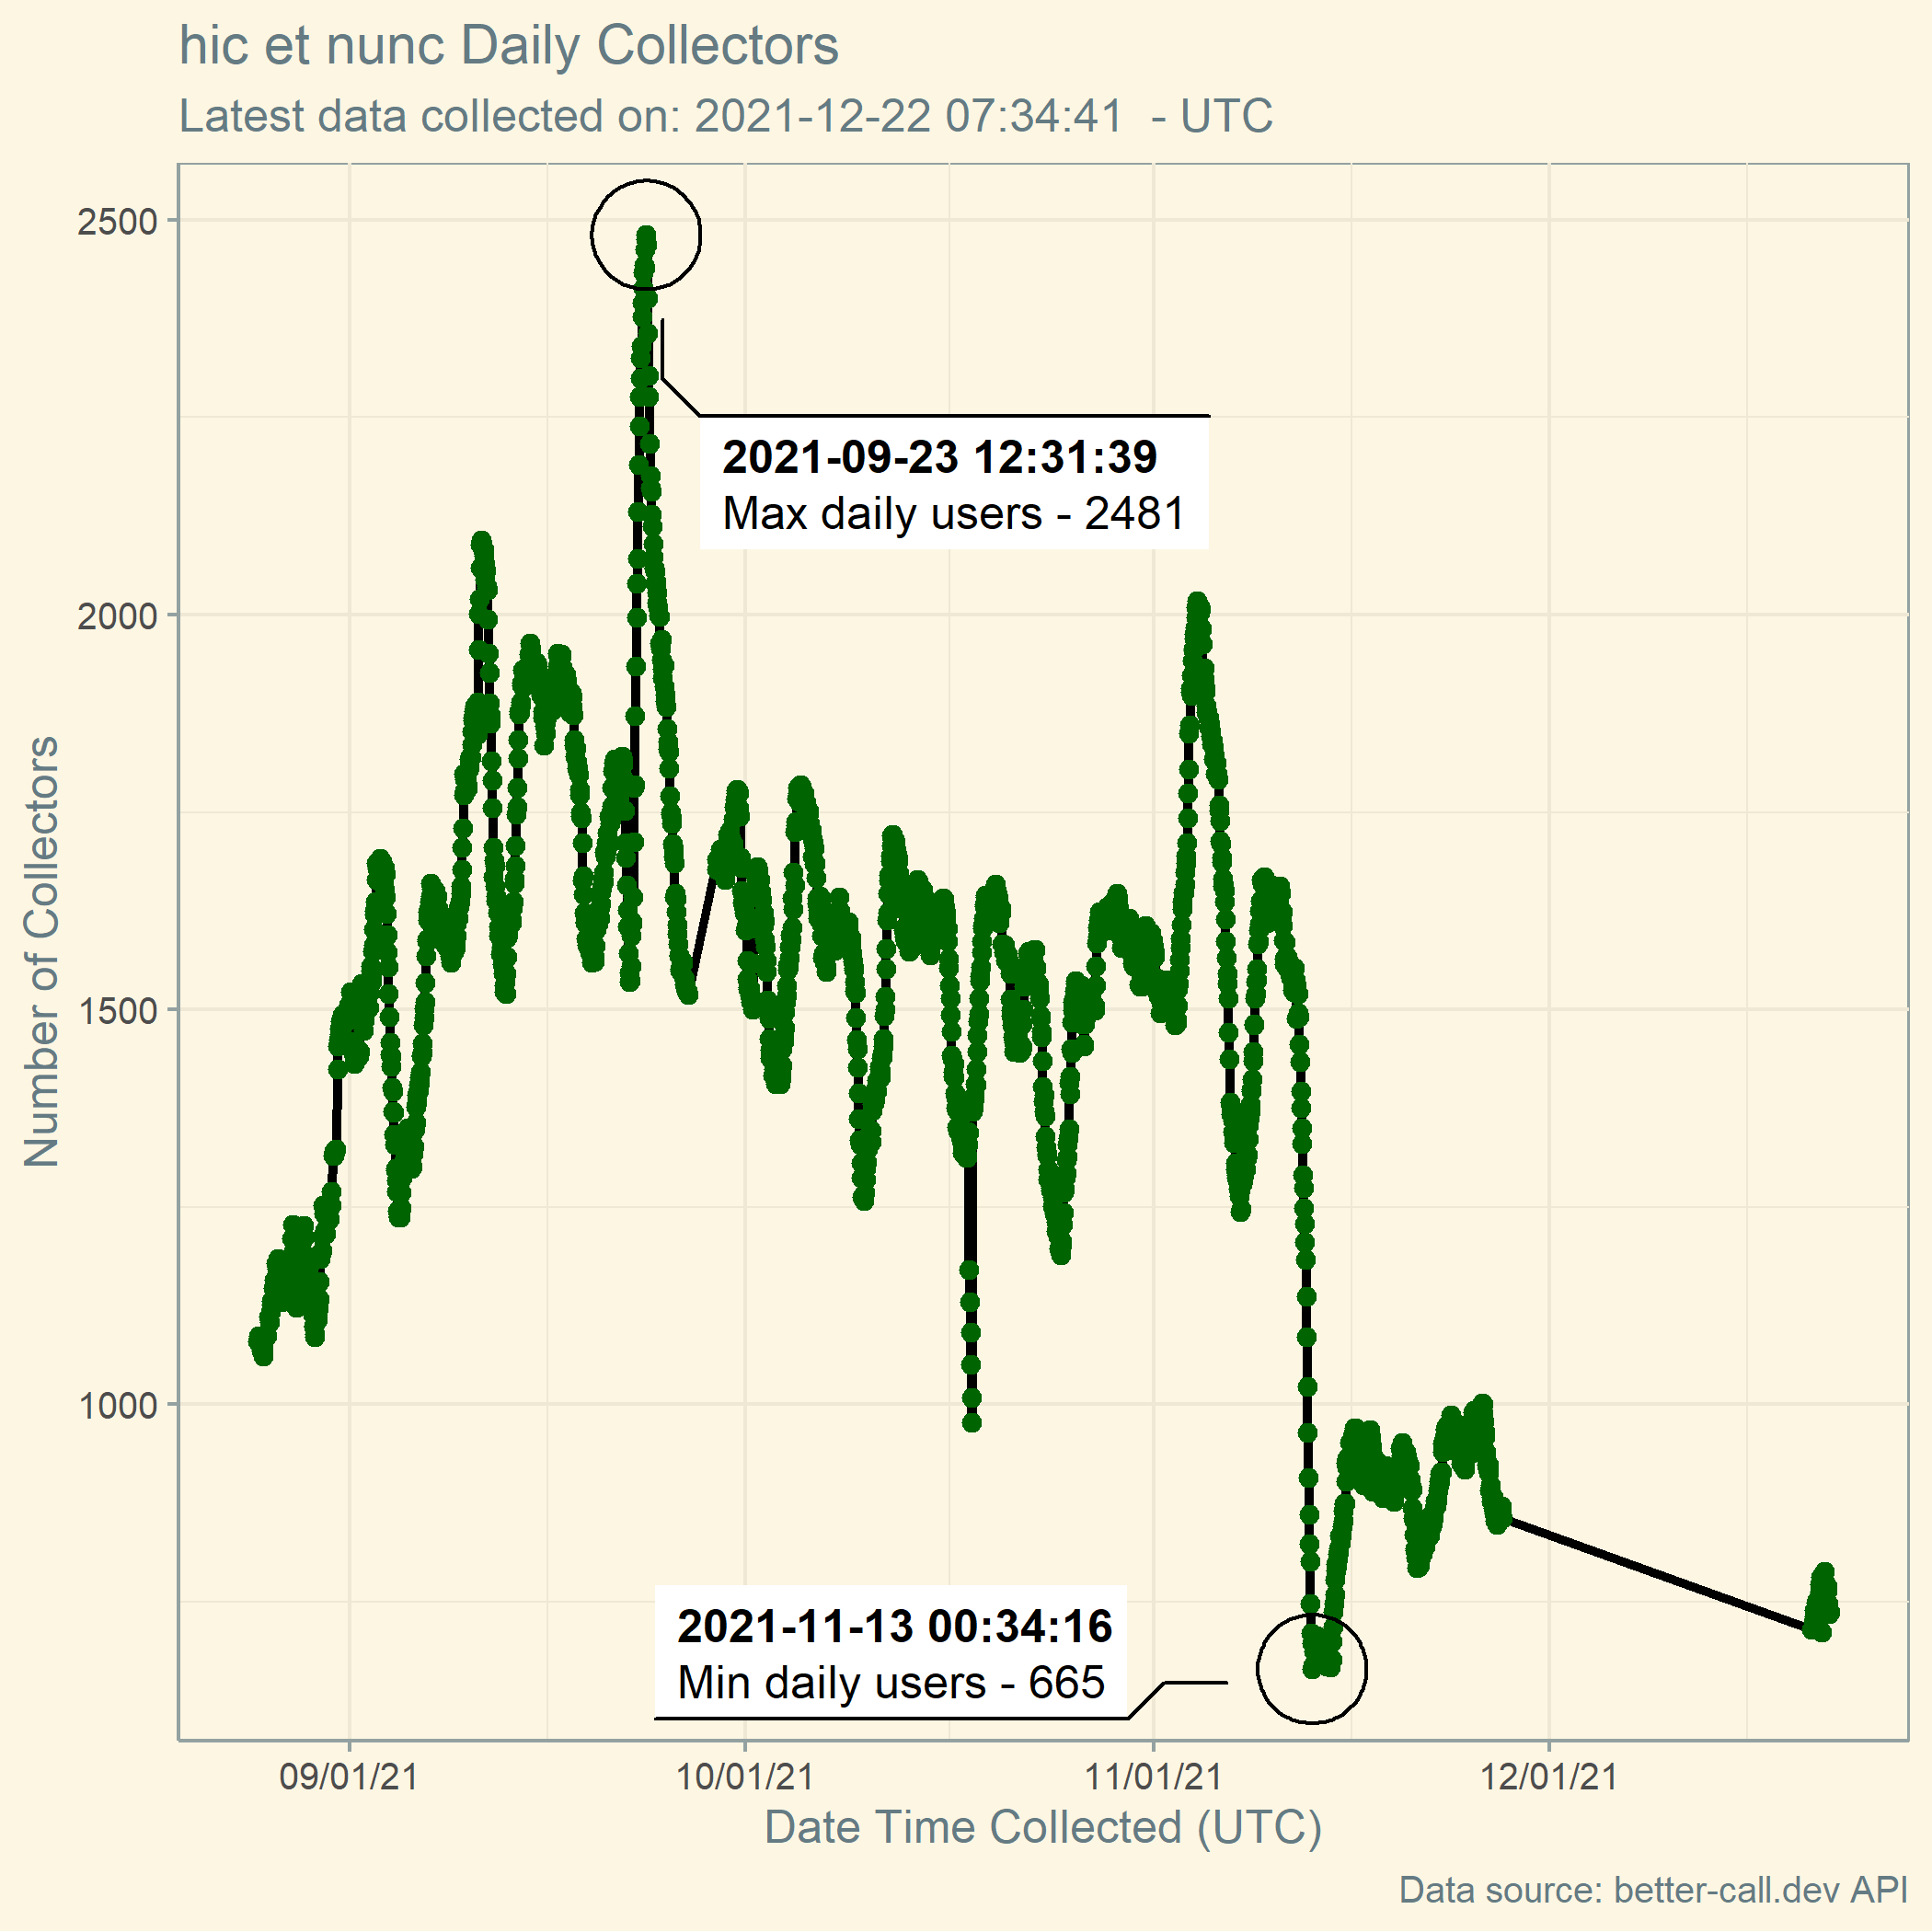 hic et nunc Daily Collectors
Latest data collected on: 2021-12-22 07:34:41  - UTC
Number of Collectors
2500
2000
1500
1000
2021-09-23 12:31:39
Max daily users - 2481
2021-11-13 00:34:16
Min daily users - 665
09/01/21
10/01/21
11/01/21
12/01/21
Date Time Collected (UTC)
Data source: better-call.dev API